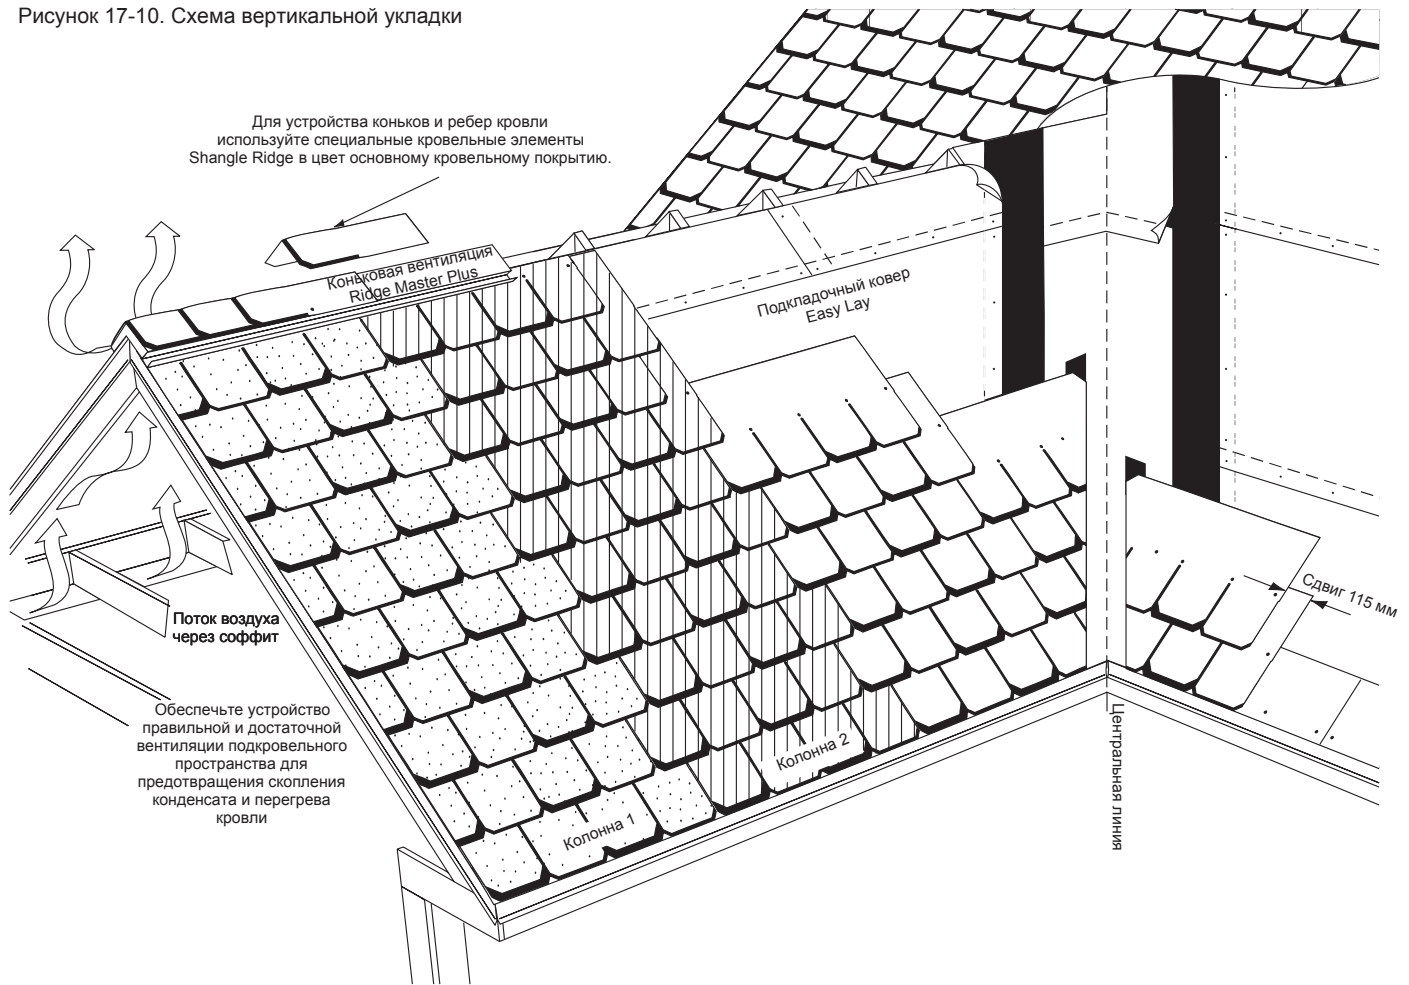 Рисунок 17-10. Схема вертикальной укладки
Для устройства коньков и ребер кровли
используйте специальные кровельные элементы
Shangle Ridge в цвет основному кровельному покрытию.
Коньковая вентиляция
Ridge Master Plus
Подкладочный ковер
Easy Lay
Сдвиг 115 мм
Поток воздуха
через соффит
Обеспечьте устройство
правильной и достаточной
вентиляции подкровельного
пространства для
предотвращения скопления
конденсата и перегрева
кровли
Колонна 1
Колонна 2
Центральная линия